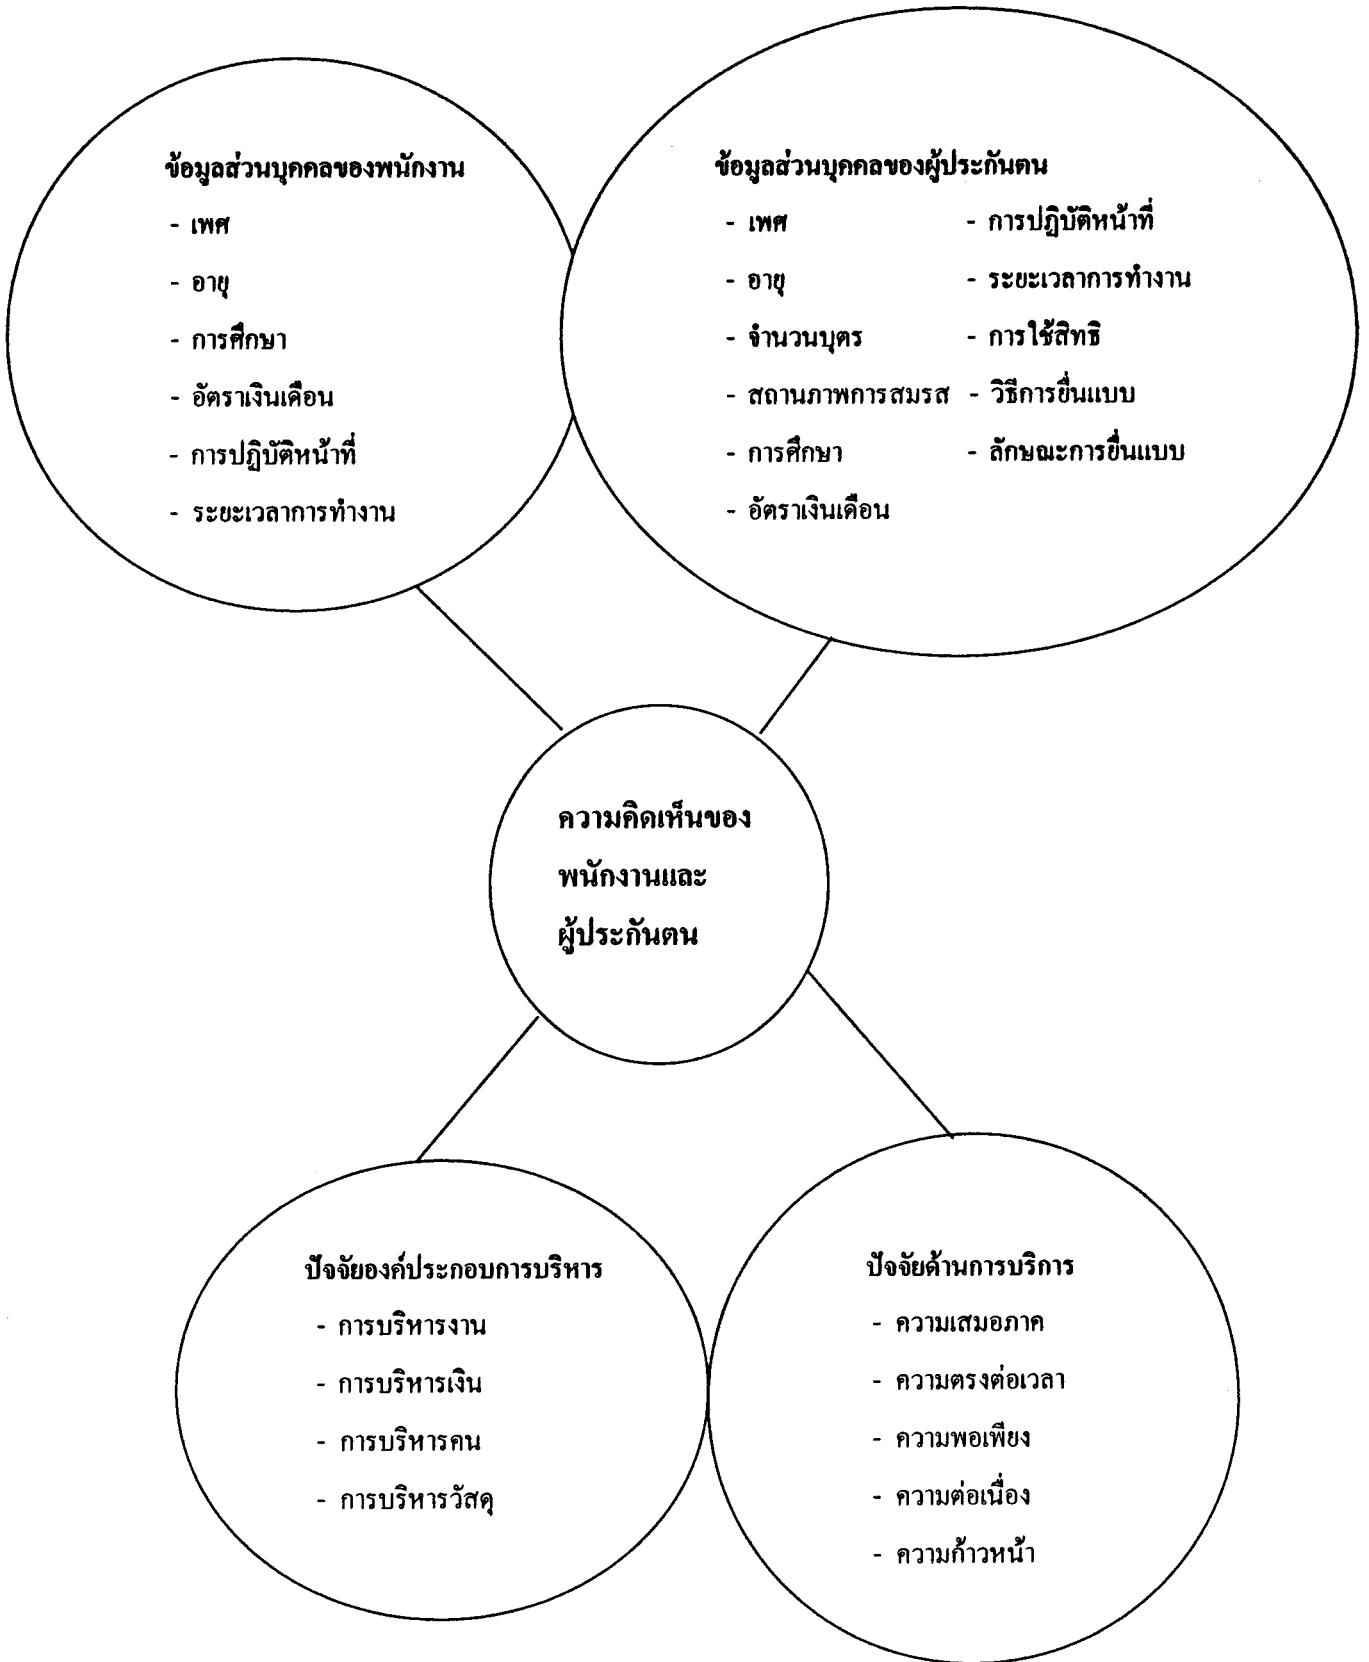 ข้อมูลส่วนบุคคลของพนักงาน
- เพศ
- อายุ
- การศึกษา
- อัตราเงินเดือน
- การปฏิบัติหน้าที่
- ระยะเวลาการทำงาน
ข้อมูลส่วนบุคคลของผู้ประกันตน
- เพศ - การปฏิบัติหน้าที่
- อายุ - ระยะเวลาการทำงาน
- จำนวนบุตร - การใช้สิทธิ
- สถานภาพการสมรส - วิธีการยื่นแบบ
- การศึกษา - ลักษณะการยื่นแบบ
- อัตราเงินเดือน
ความคิดเห็นของ
พนักงานและ
ผู้ประกันตน
ปัจจัยองค์ประกอบการบริหาร
- การบริหารงาน
- การบริหารเงิน
- การบริหารคน
- การบริหารวัสดุ
ปัจจัยด้านการบริการ
- ความเสมอภาค
- ความตรงต่อเวลา
- ความพอเพียง
- ความต่อเนื่อง
- ความก้าวหน้า